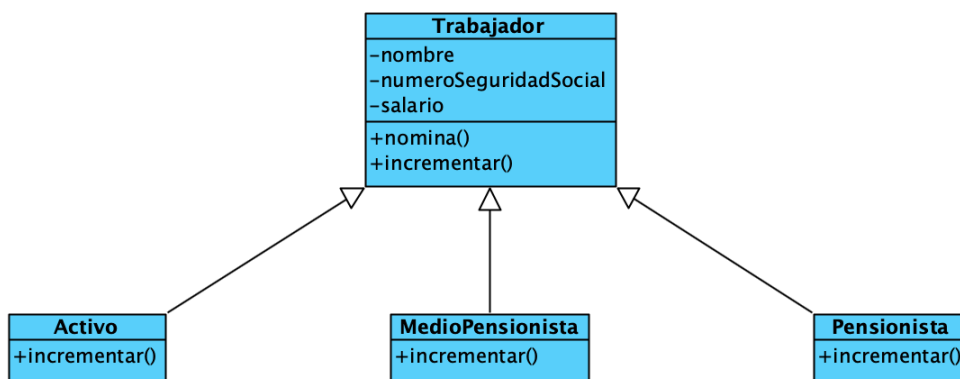 Trabajador
-nombre
-numeroSeguridadSocial
-salario
+nomina()
+incrementar()
Activo
+incrementar()
MedioPensionista
+incrementar()
Pensionista
+incrementar()